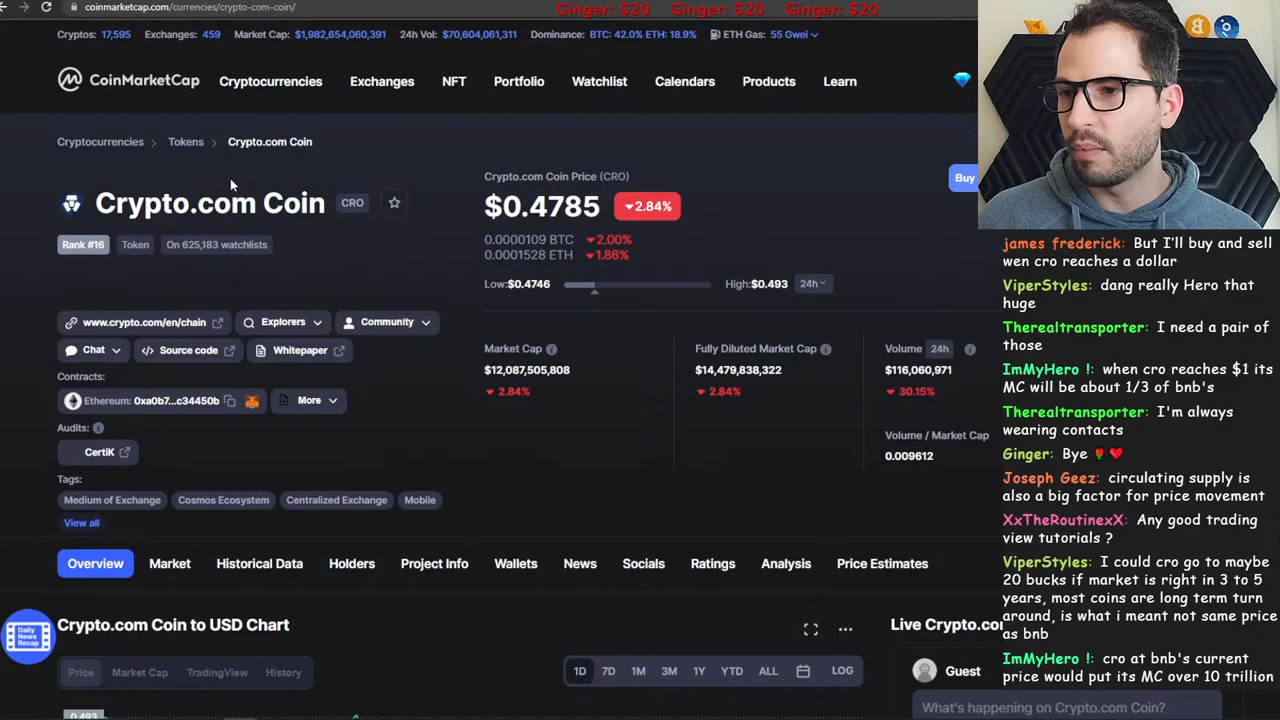 coinmarketcap.com/currencies/crypto-com-coin/
Ginger: $20 Ginger: $20 Ginger: $20
Cryptos: 17,595 Exchanges: 459 Market Cap: $1,982,654,060,391 24h Vol: $70,604,061,311 Dominance: BTC: 42.0% ETH: 18.9% ETH Gas: 55 Gwei
CoinMarketCap Cryptocurrencies Exchanges NFT Portfolio Watchlist Calendars Products Learn
Cryptocurrencies Tokens Crypto.com Coin
Crypto.com Coin CRO
Rank #16 Token On 625,183 watchlists
www.crypto.com/en/chain Explorers Community
Chat Source code Whitepaper
Contracts:
Ethereum: 0xa0b7...c34450b More
Audits:
CertiK
Tags:
Medium of Exchange Cosmos Ecosystem Centralized Exchange Mobile
View all
Crypto.com Coin Price (CRO)
$0.4785 2.84%
Buy
0.0000109 BTC 2.00%
0.0001528 ETH 1.86%
Low: $0.4746 High: $0.493 24h
Market Cap
$12,087,505,808
2.84%
Fully Diluted Market Cap
$14,479,838,322
2.84%
Volume 24h
$116,060,971
30.15%
Volume / Market Cap
0.009612
Overview Market Historical Data Holders Project Info Wallets News Socials Ratings Analysis Price Estimates
Daily
News
Recap
Crypto.com Coin to USD Chart
Price Market Cap TradingView History
1D 7D 1M 3M 1Y YTD ALL LOG
0.493
Live Crypto.co
Guest
What's happening on Crypto.com Coin?
james frederick: But I'll buy and sell
wen cro reaches a dollar
ViperStyles: dang really Hero that
huge
Therealtransporter: I need a pair of
those
ImMyHero !: when cro reaches $1 its
MC will be about 1/3 of bnb's
Therealtransporter: I'm always
wearing contacts
Ginger: Bye 🌹❤️
Joseph Geez: circulating supply is
also a big factor for price movement
XxTheRoutinexX: Any good trading
view tutorials ?
ViperStyles: I could cro go to maybe
20 bucks if market is right in 3 to 5
years, most coins are long term turn
around, is what i meant not same price
as bnb
ImMyHero !: cro at bnb's current
price would put its MC over 10 trillion